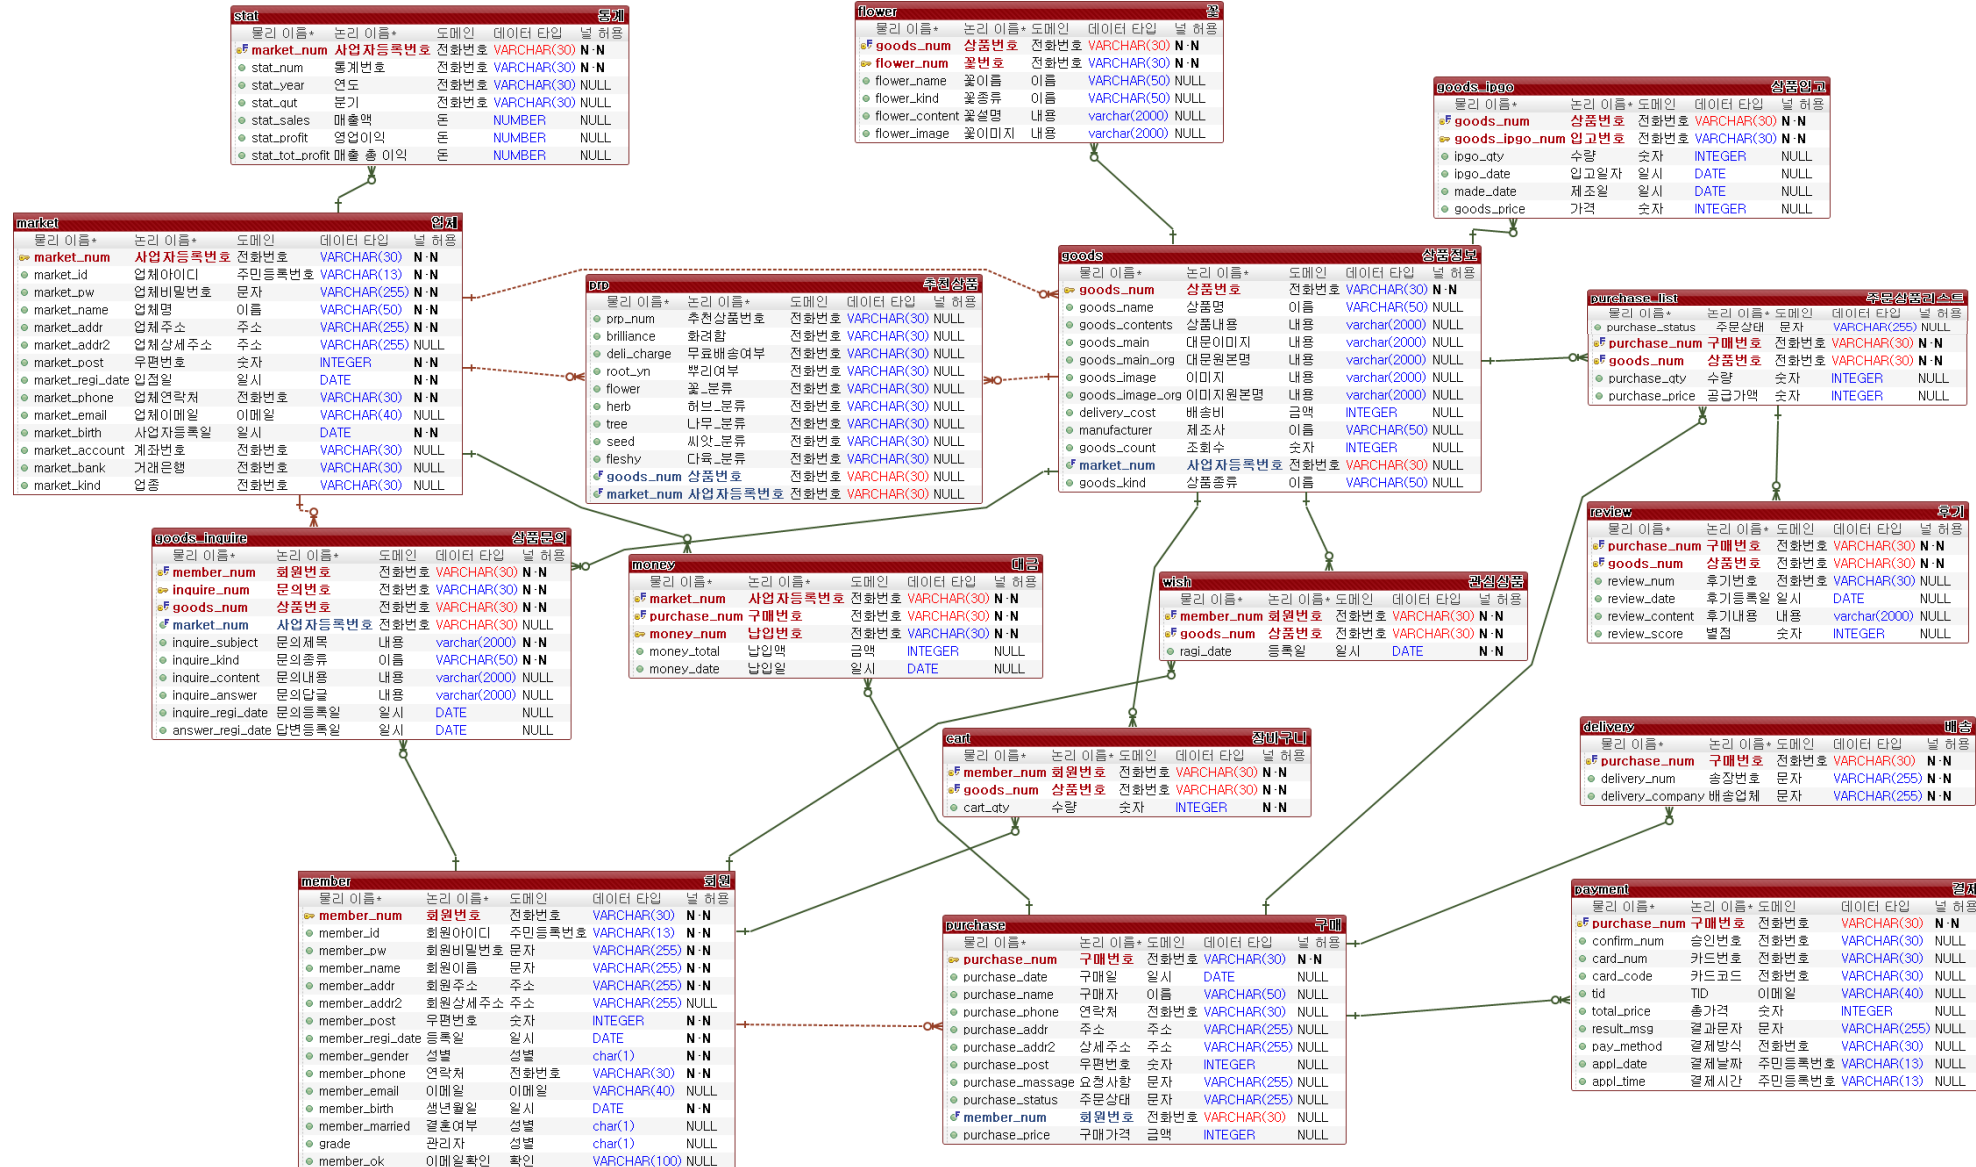 stat 통계
물리 이름* 논리 이름* 도메인 데이터 타입 널 허용
market_num 사업자등록번호 전화번호 VARCHAR(30) N·N
stat_num 통계번호 전화번호 VARCHAR(30) N·N
stat_year 연도 전화번호 VARCHAR(30) NULL
stat_qut 분기 전화번호 VARCHAR(30) NULL
stat_sales 매출액 돈 NUMBER NULL
stat_profit 영업이익 돈 NUMBER NULL
stat_tot_profit 매출 총 이익 돈 NUMBER NULL
flower 꽃
물리 이름* 논리 이름* 도메인 데이터 타입 널 허용
goods_num 상품번호 전화번호 VARCHAR(30) N·N
flower_num 꽃번호 전화번호 VARCHAR(30) N·N
flower_name 꽃이름 이름 VARCHAR(50) NULL
flower_kind 꽃종류 이름 VARCHAR(50) NULL
flower_content 꽃설명 내용 varchar(2000) NULL
flower_image 꽃이미지 내용 varchar(2000) NULL
goods_ipgo 상품입고
물리 이름* 논리 이름* 도메인 데이터 타입 널 허용
goods_num 상품번호 전화번호 VARCHAR(30) N·N
goods_ipgo_num 입고번호 전화번호 VARCHAR(30) N·N
ipgo_qty 수량 숫자 INTEGER NULL
ipgo_date 입고일자 일시 DATE NULL
made_date 제조일 일시 DATE NULL
goods_price 가격 숫자 INTEGER NULL
market 업체
물리 이름* 논리 이름* 도메인 데이터 타입 널 허용
market_num 사업자등록번호 전화번호 VARCHAR(30) N·N
market_id 업체아이디 주민등록번호 VARCHAR(13) N·N
market_pw 업체비밀번호 문자 VARCHAR(255) N·N
market_name 업체명 이름 VARCHAR(50) N·N
market_addr 업체주소 주소 VARCHAR(255) N·N
market_addr2 업체상세주소 주소 VARCHAR(255) NULL
market_post 우편번호 숫자 INTEGER N·N
market_regi_date 입점일 일시 DATE N·N
market_phone 업체연락처 전화번호 VARCHAR(30) N·N
market_email 업체이메일 이메일 VARCHAR(40) NULL
market_birth 사업자등록일 일시 DATE N·N
market_account 계좌번호 전화번호 VARCHAR(30) NULL
market_bank 거래은행 전화번호 VARCHAR(30) NULL
market_kind 업종 전화번호 VARCHAR(30) NULL
prp 추천상품
물리 이름* 논리 이름* 도메인 데이터 타입 널 허용
prp_num 추천상품번호 전화번호 VARCHAR(30) NULL
brilliance 화려함 전화번호 VARCHAR(30) NULL
deli_charge 무료배송여부 전화번호 VARCHAR(30) NULL
root_yn 뿌리여부 전화번호 VARCHAR(30) NULL
flower 꽃_분류 전화번호 VARCHAR(30) NULL
herb 허브_분류 전화번호 VARCHAR(30) NULL
tree 나무_분류 전화번호 VARCHAR(30) NULL
seed 씨앗_분류 전화번호 VARCHAR(30) NULL
fleshy 다육_분류 전화번호 VARCHAR(30) NULL
goods_num 상품번호 전화번호 VARCHAR(30) NULL
market_num 사업자등록번호 전화번호 VARCHAR(30) NULL
goods 상품정보
물리 이름* 논리 이름* 도메인 데이터 타입 널 허용
goods_num 상품번호 전화번호 VARCHAR(30) N·N
goods_name 상품명 이름 VARCHAR(50) NULL
goods_contents 상품내용 내용 varchar(2000) NULL
goods_main 대문이미지 내용 varchar(2000) NULL
goods_main_org 대문원본명 내용 varchar(2000) NULL
goods_image 이미지 내용 varchar(2000) NULL
goods_image_org 이미지원본명 내용 varchar(2000) NULL
delivery_cost 배송비 금액 INTEGER NULL
manufacturer 제조사 이름 VARCHAR(50) NULL
goods_count 조회수 숫자 INTEGER NULL
market_num 사업자등록번호 전화번호 VARCHAR(30) NULL
goods_kind 상품종류 이름 VARCHAR(50) NULL
purchase_list 주문상품리스트
물리 이름* 논리 이름* 도메인 데이터 타입 널 허용
purchase_status 주문상태 문자 VARCHAR(255) NULL
purchase_num 구매번호 전화번호 VARCHAR(30) N·N
goods_num 상품번호 전화번호 VARCHAR(30) N·N
purchase_qty 수량 숫자 INTEGER NULL
purchase_price 공급가액 숫자 INTEGER NULL
review 후기
물리 이름* 논리 이름* 도메인 데이터 타입 널 허용
purchase_num 구매번호 전화번호 VARCHAR(30) N·N
goods_num 상품번호 전화번호 VARCHAR(30) N·N
review_num 후기번호 전화번호 VARCHAR(30) NULL
review_date 후기등록일 일시 DATE NULL
review_content 후기내용 내용 varchar(2000) NULL
review_score 별점 숫자 INTEGER NULL
goods_inquire 상품문의
물리 이름* 논리 이름* 도메인 데이터 타입 널 허용
member_num 회원번호 전화번호 VARCHAR(30) N·N
inquire_num 문의번호 전화번호 VARCHAR(30) N·N
goods_num 상품번호 전화번호 VARCHAR(30) N·N
market_num 사업자등록번호 전화번호 VARCHAR(30) NULL
inquire_subject 문의제목 내용 varchar(2000) N·N
inquire_kind 문의종류 이름 VARCHAR(50) N·N
inquire_content 문의내용 내용 varchar(2000) NULL
inquire_answer 문의답글 내용 varchar(2000) NULL
inquire_regi_date 문의등록일 일시 DATE NULL
answer_regi_date 답변등록일 일시 DATE NULL
money 대금
물리 이름* 논리 이름* 도메인 데이터 타입 널 허용
market_num 사업자등록번호 전화번호 VARCHAR(30) N·N
purchase_num 구매번호 전화번호 VARCHAR(30) N·N
money_num 납입번호 전화번호 VARCHAR(30) N·N
money_total 납입액 금액 INTEGER NULL
money_date 납입일 일시 DATE NULL
wish 관심상품
물리 이름* 논리 이름* 도메인 데이터 타입 널 허용
member_num 회원번호 전화번호 VARCHAR(30) N·N
goods_num 상품번호 전화번호 VARCHAR(30) N·N
ragi_date 등록일 일시 DATE N·N
cart 장바구니
물리 이름* 논리 이름* 도메인 데이터 타입 널 허용
member_num 회원번호 전화번호 VARCHAR(30) N·N
goods_num 상품번호 전화번호 VARCHAR(30) N·N
cart_qty 수량 숫자 INTEGER N·N
delivery 배송
물리 이름* 논리 이름* 도메인 데이터 타입 널 허용
purchase_num 구매번호 전화번호 VARCHAR(30) N·N
delivery_num 송장번호 문자 VARCHAR(255) N·N
delivery_company 배송업체 문자 VARCHAR(255) N·N
member 회원
물리 이름* 논리 이름* 도메인 데이터 타입 널 허용
member_num 회원번호 전화번호 VARCHAR(30) N·N
member_id 회원아이디 주민등록번호 VARCHAR(13) N·N
member_pw 회원비밀번호 문자 VARCHAR(255) N·N
member_name 회원이름 문자 VARCHAR(255) N·N
member_addr 회원주소 주소 VARCHAR(255) N·N
member_addr2 회원상세주소 주소 VARCHAR(255) NULL
member_post 우편번호 숫자 INTEGER N·N
member_regi_date 등록일 일시 DATE N·N
member_gender 성별 성별 char(1) N·N
member_phone 연락처 전화번호 VARCHAR(30) N·N
member_email 이메일 이메일 VARCHAR(40) NULL
member_birth 생년월일 일시 DATE N·N
member_married 결혼여부 성별 char(1) NULL
grade 관리자 성별 char(1) NULL
member_ok 이메일확인 확인 VARCHAR(100) NULL
purchase 구매
물리 이름* 논리 이름* 도메인 데이터 타입 널 허용
purchase_num 구매번호 전화번호 VARCHAR(30) N·N
purchase_date 구매일 일시 DATE NULL
purchase_name 구매자 이름 VARCHAR(50) NULL
purchase_phone 연락처 전화번호 VARCHAR(30) NULL
purchase_addr 주소 주소 VARCHAR(255) NULL
purchase_addr2 상세주소 주소 VARCHAR(255) NULL
purchase_post 우편번호 숫자 INTEGER NULL
purchase_massage 요청사항 문자 VARCHAR(255) NULL
purchase_status 주문상태 문자 VARCHAR(255) NULL
member_num 회원번호 전화번호 VARCHAR(30) NULL
purchase_price 구매가격 금액 INTEGER NULL
payment 결제
물리 이름* 논리 이름* 도메인 데이터 타입 널 허용
purchase_num 구매번호 전화번호 VARCHAR(30) N·N
confirm_num 승인번호 전화번호 VARCHAR(30) NULL
card_num 카드번호 전화번호 VARCHAR(30) NULL
card_code 카드코드 전화번호 VARCHAR(30) NULL
tid TID 이메일 VARCHAR(40) NULL
total_price 총가격 숫자 INTEGER NULL
result_msg 결과문자 문자 VARCHAR(255) NULL
pay_method 결제방식 전화번호 VARCHAR(30) NULL
appl_date 결제날짜 주민등록번호 VARCHAR(13) NULL
appl_time 결제시간 주민등록번호 VARCHAR(13) NULL